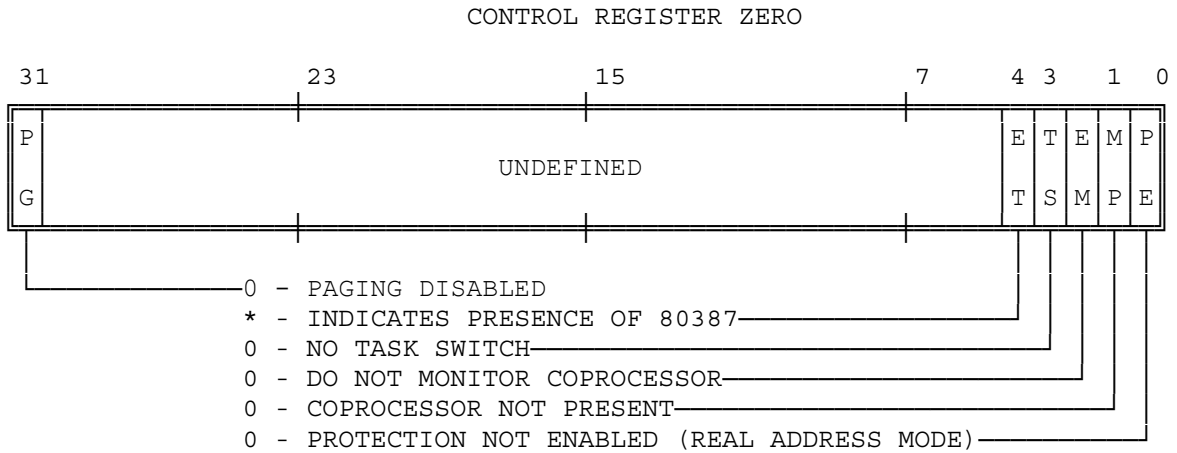 CONTROL REGISTER ZERO
31 23 15 7 4 3 1 0
P E T E M P
UNDEFINED
G T S M P E
0 - PAGING DISABLED
* - INDICATES PRESENCE OF 80387
0 - NO TASK SWITCH
0 - DO NOT MONITOR COPROCESSOR
0 - COPROCESSOR NOT PRESENT
0 - PROTECTION NOT ENABLED (REAL ADDRESS MODE)